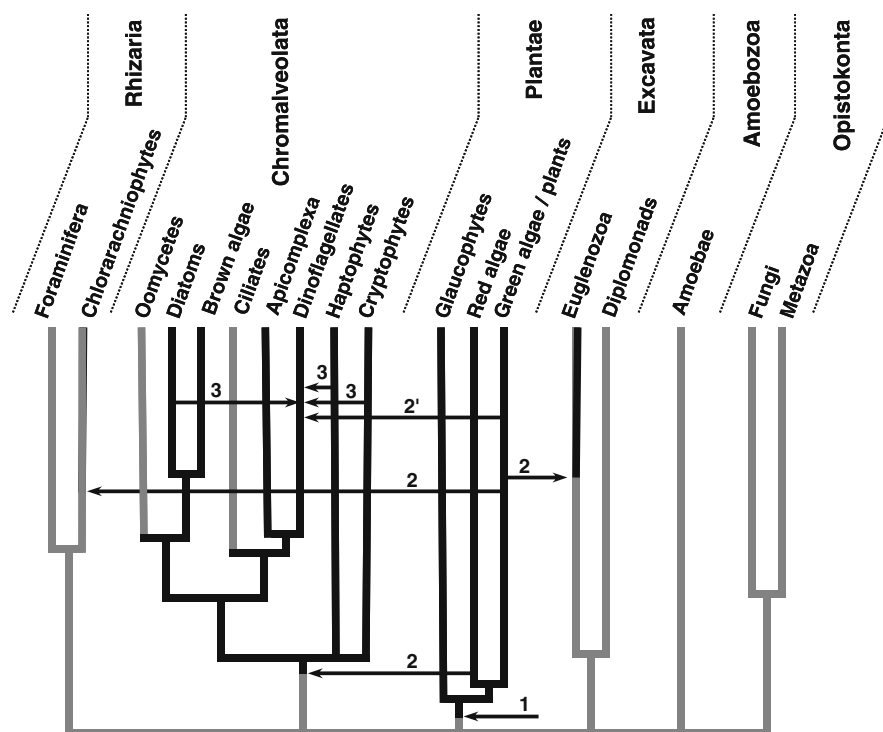 Rhizaria
Chromalveolata
Plantae
Excavata
Amoebozoa
Opistokonta
Foraminifera
Chlorarachniophytes
Oomycetes
Diatoms
Brown algae
Ciliates
Apicomplexa
Dinoflagellates
Haptophytes
Cryptophytes
Glaucophytes
Red algae
Green algae / plants
Euglenozoa
Diplomonads
Amoebae
Fungi
Metazoa
3
3
3
2'
2
2
2
1